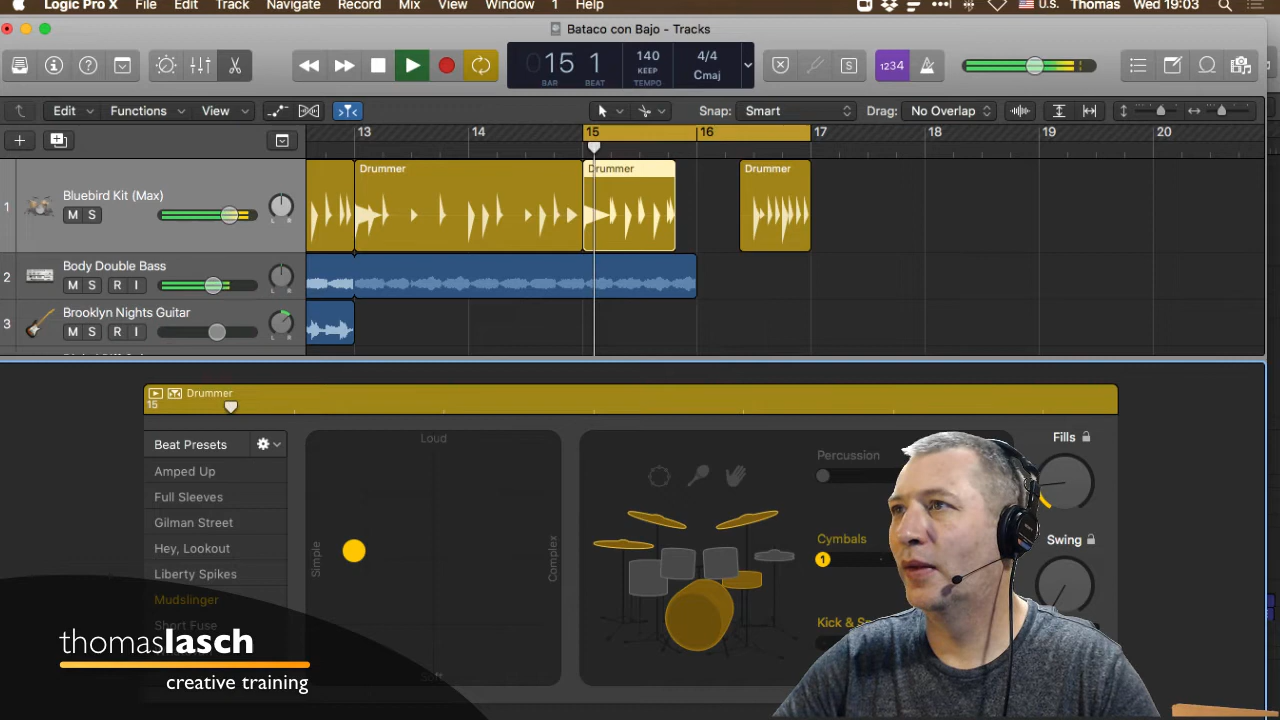 Logic Pro X File Edit Track Navigate Record Mix View Window 1 Help U.S. Thomas Wed 19:03
Bataco con Bajo - Tracks
15 1 140 4/4
KEEP Cmaj
BAR BEAT TEMPO
1234
Edit Functions View Snap: Smart Drag: No Overlap
13 14 15 16 17 18 19 20
Drummer Drummer Drummer
1 Bluebird Kit (Max)
M S L R
2 Body Double Bass
M S R I L R
3 Brooklyn Nights Guitar
M S R I L R
Drummer
15
Beat Presets Loud Fills
Percussion
Amped Up
Full Sleeves
Gilman Street
Cymbals Swing
Hey, Lookout Simple Complex 1
Liberty Spikes
Mudslinger
Short Fuse Kick &
Soft
thomaslasch
creative training